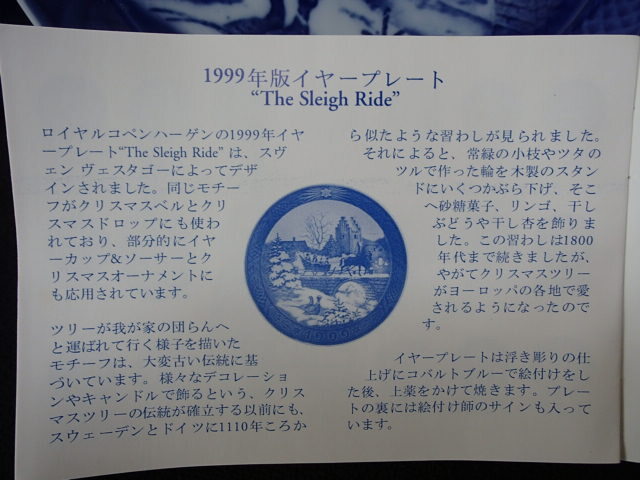 1999年版イヤープレート
“The Sleigh Ride”
ロイヤルコペンハーゲンの1999年イヤ
ープレート“The Sleigh Ride” は、スヴ
ェン ヴェスタゴーによってデザ
インされました。同じモチー
フがクリスマスベルとクリ
スマスドロップにも使わ
れており、部分的にイヤ
ーカップ&ソーサーとク
リスマスオーナメントに
も応用されています。
ツリーが我が家の団らんへ
と運ばれて行く様子を描いた
モチーフは、大変古い伝統に基
づいています。様々なデコレーショ
ンやキャンドルで飾るという、クリス
マスツリーの伝統が確立する以前にも、
スウェーデンとドイツに1110年ころか
ら似たような習わしが見られました。
それによると、常緑の小枝やツタの
ツルで作った輪を木製のスタン
ドにいくつかぶら下げ、そこ
へ砂糖菓子、リンゴ、干し
ぶどうや干し杏を飾りま
した。この習わしは1800
年代まで続きましたが、
やがてクリスマスツリー
がヨーロッパの各地で愛
されるようになったので
す。
イヤープレートは浮き彫りの仕
上げにコバルトブルーで絵付けをし
た後、上薬をかけて焼きます。プレー
トの裏には絵付け師のサインも入って
います。